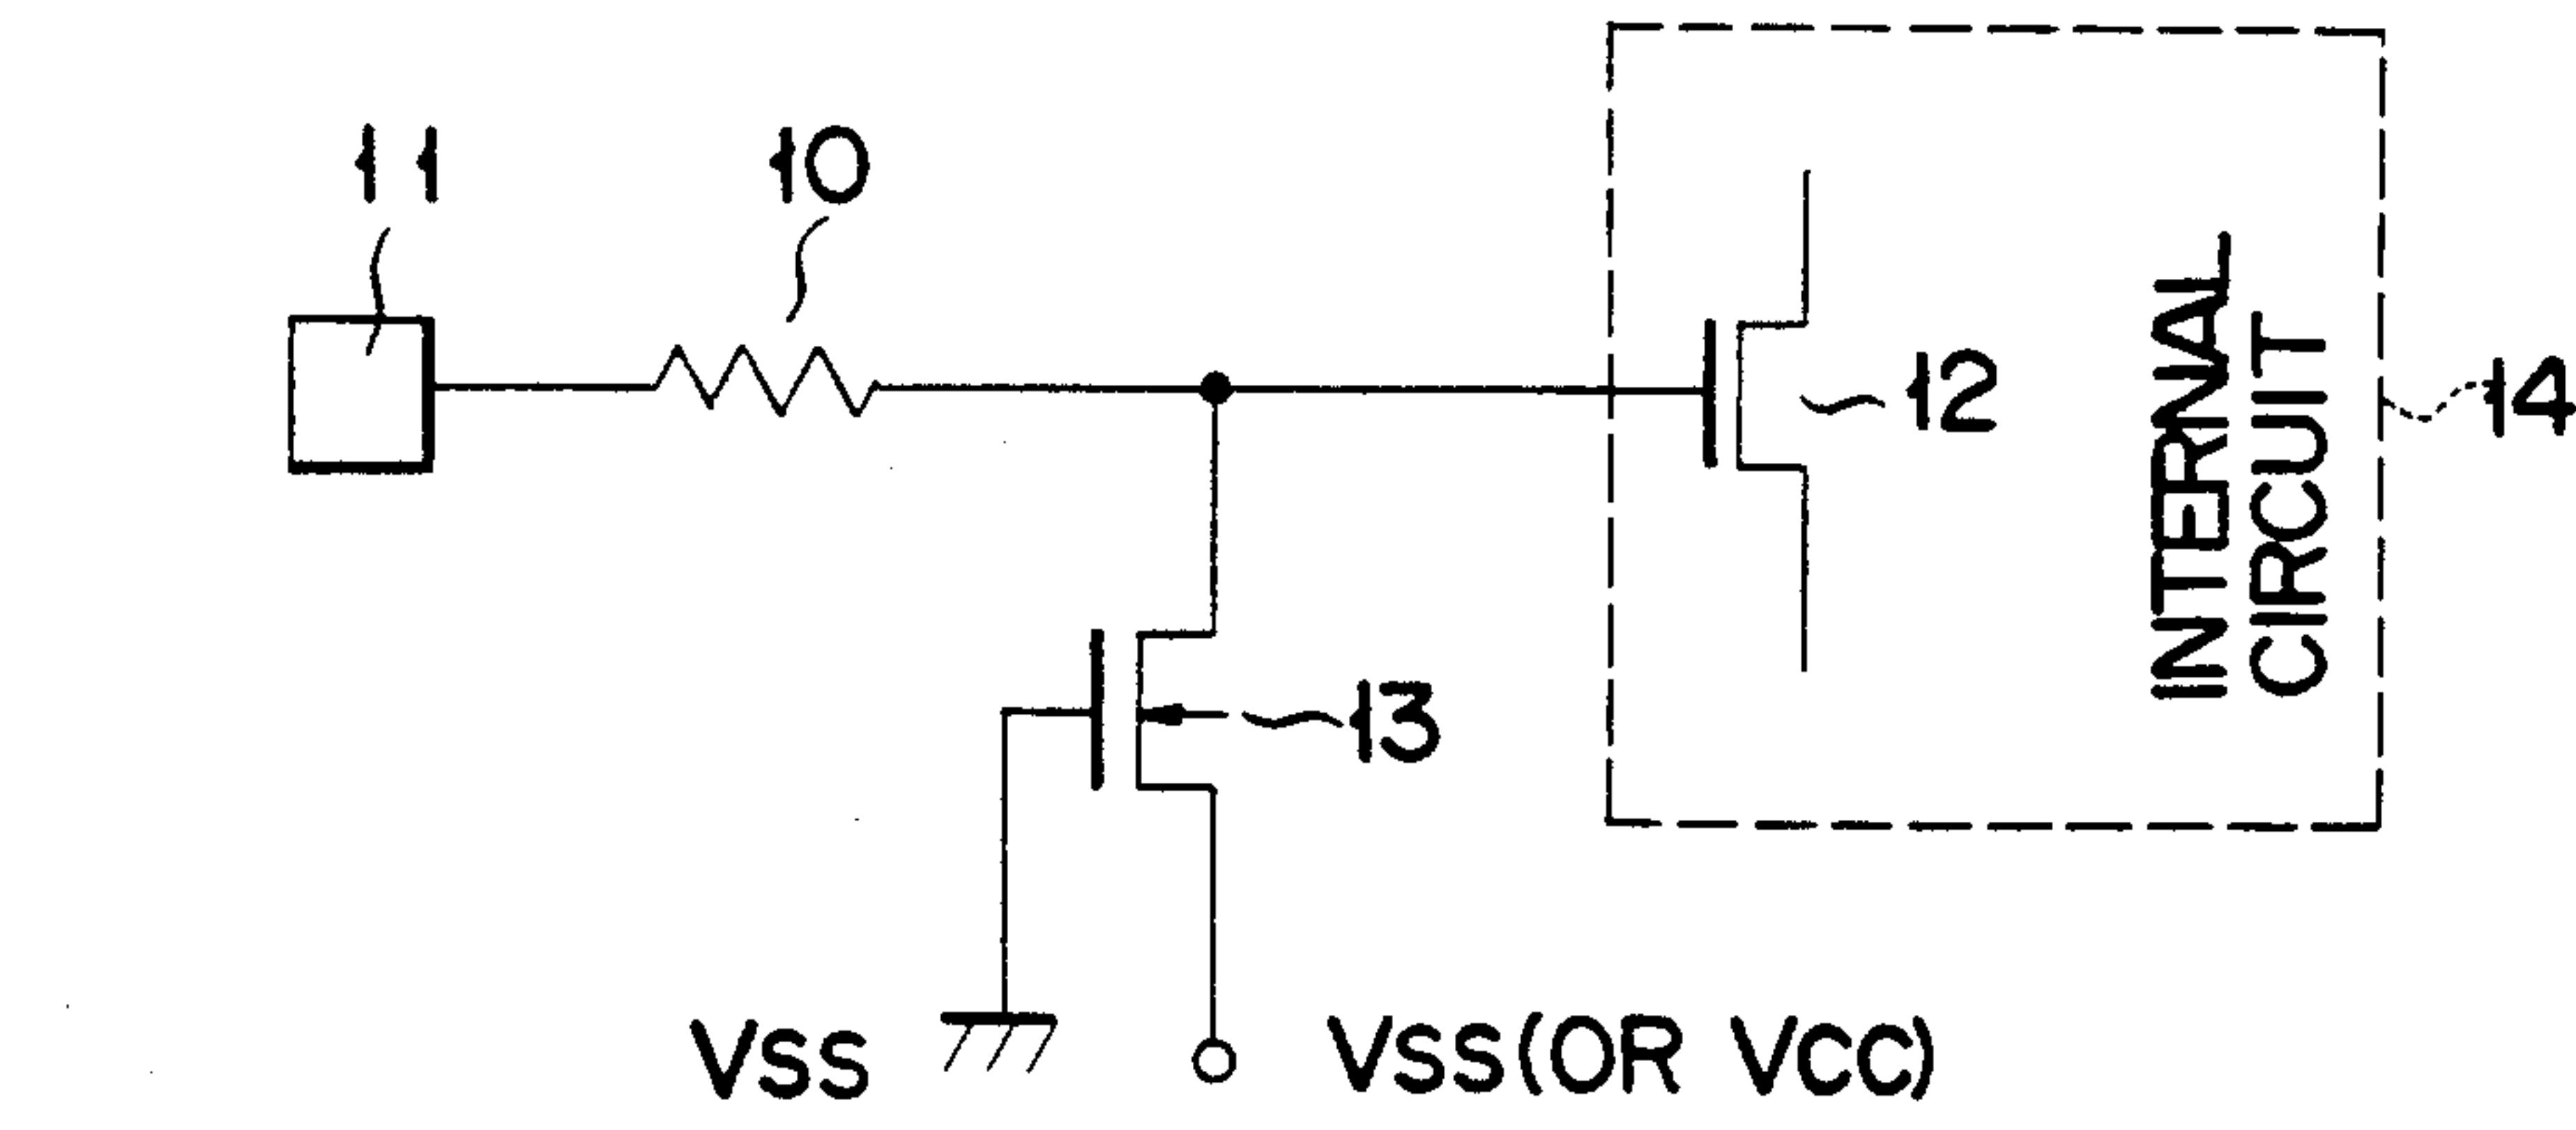 11
10
12
INTERNAL
CIRCUIT
14
13
VSS
VSS(OR VCC)